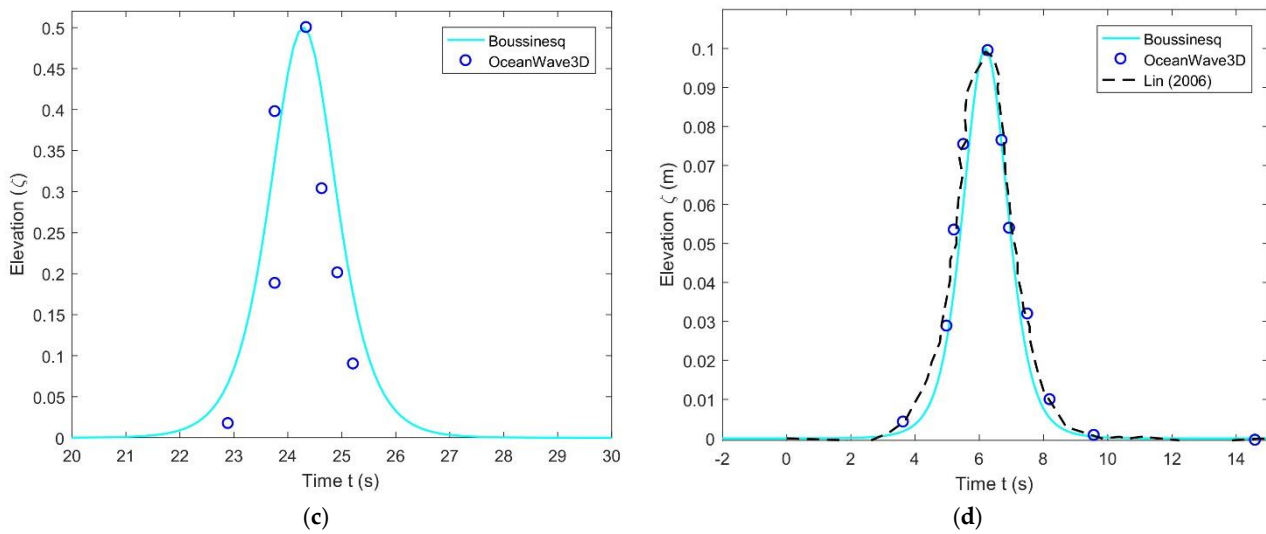 0.5
0.45
0.4
0.35
0.3
0.25
0.2
0.15
0.1
0.05
0
Elevation (ζ)
20 21 22 23 24 25 26 27 28 29 30
Time t (s)
Boussinesq
OceanWave3D
(c)
0.1
0.09
0.08
0.07
0.06
0.05
0.04
0.03
0.02
0.01
0
Elevation ζ (m)
-2 0 2 4 6 8 10 12 14
Time t (s)
Boussinesq
OceanWave3D
Lin (2006)
(d)